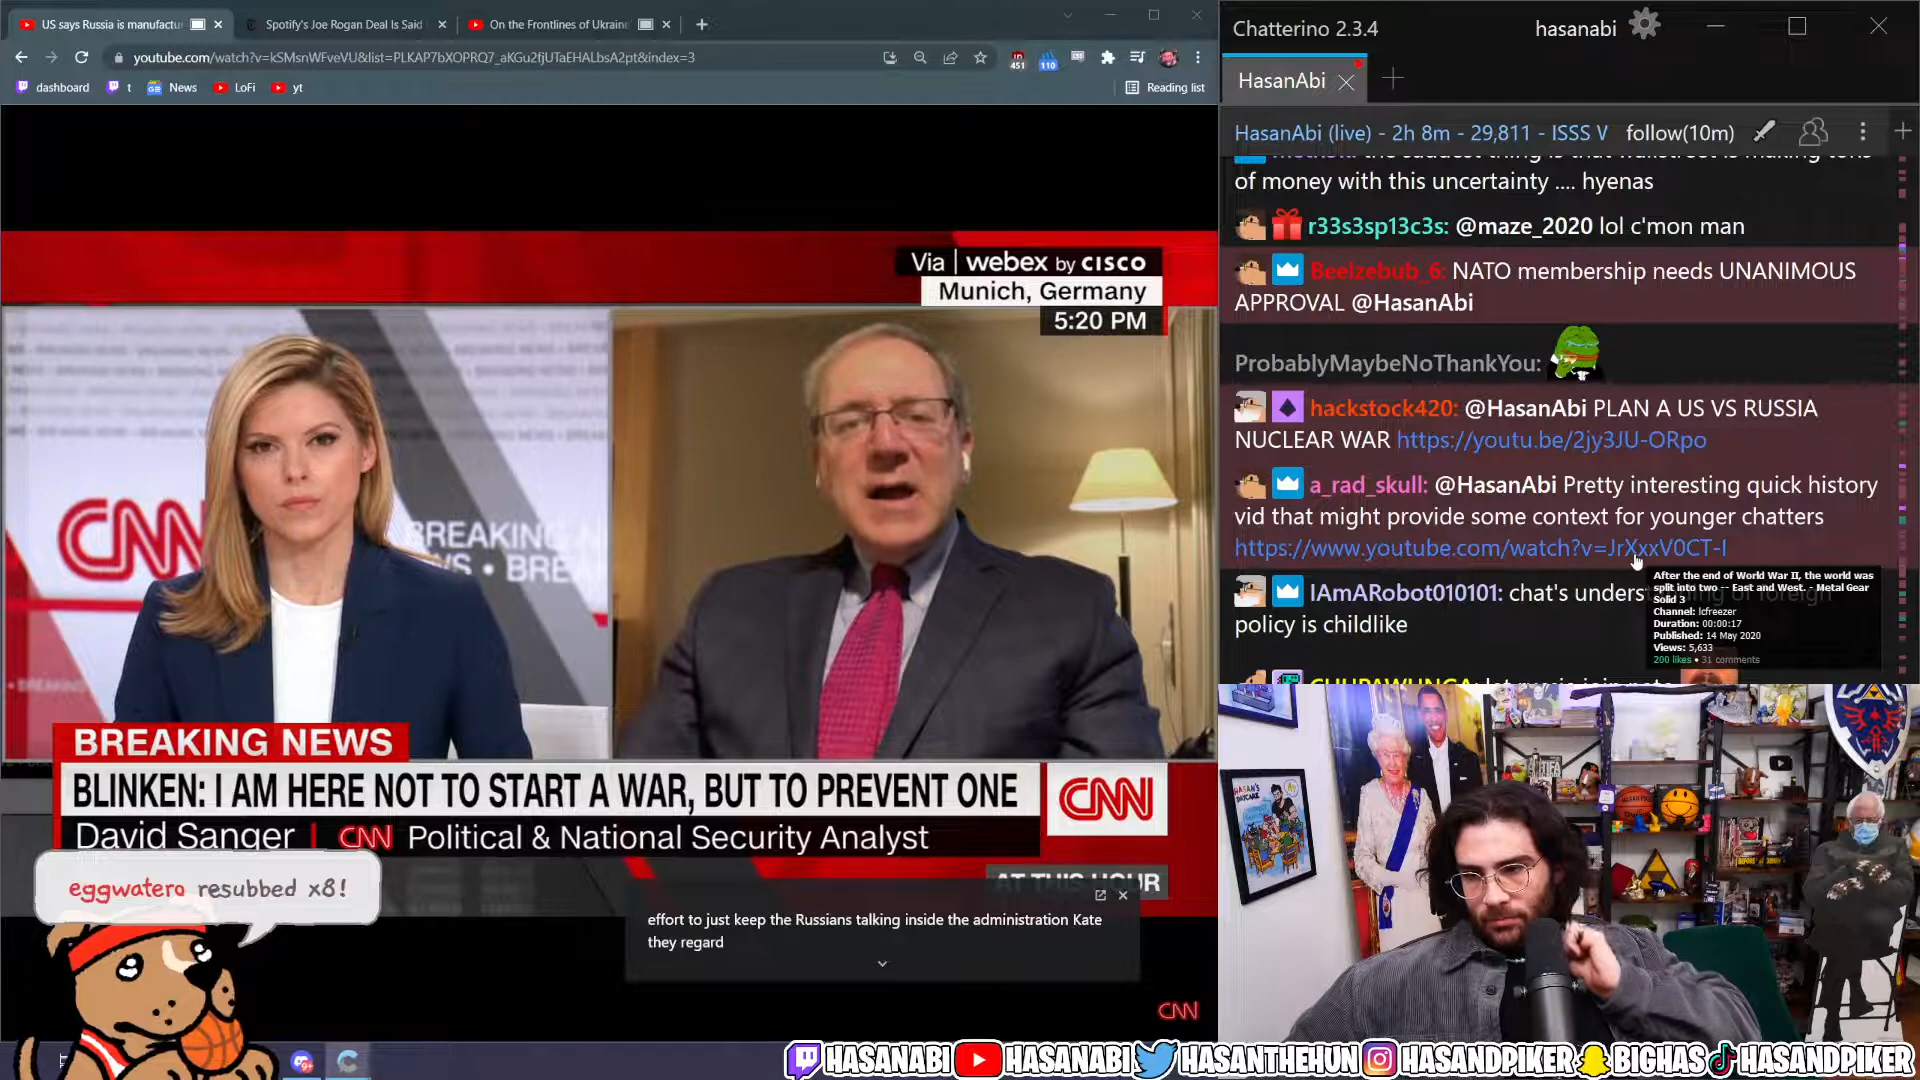 US says Russia is manufactu
Spotify's Joe Rogan Deal Is Said
On the Frontlines of Ukraine
youtube.com/watch?v=kSMsnWFveVU&list=PLKAP7bXOPRQ7_aKGu2fjUTaEHALbsA2pt&index=3
451
110
dashboard
t
News
LoFi
yt
Reading list
Via | webex by CISCO
Munich, Germany
5:20 PM
CNN
BREAKING
BREAKING NEWS
BLINKEN: I AM HERE NOT TO START A WAR, BUT TO PREVENT ONE
David Sanger | CNN Political & National Security Analyst
CNN
AT THIS HOUR
eggwatero resubbed x8!
effort to just keep the Russians talking inside the administration Kate
they regard
CNN
Chatterino 2.3.4
hasanabi
HasanAbi
HasanAbi (live) - 2h 8m - 29,811 - ISSS V
follow(10m)
of money with this uncertainty .... hyenas
r33s3sp13c3s: @maze_2020 lol c'mon man
Beelzebub_6: NATO membership needs UNANIMOUS
APPROVAL @HasanAbi
ProbablyMaybeNoThankYou:
hackstock420: @HasanAbi PLAN A US VS RUSSIA
NUCLEAR WAR https://youtu.be/2jy3JU-ORpo
a_rad_skull: @HasanAbi Pretty interesting quick history
vid that might provide some context for younger chatters
https://www.youtube.com/watch?v=JrXxxV0CT-I
IAmARobot010101: chat's underst
policy is childlike
After the end of World War II, the world was
split into two -- East and West. - Metal Gear
Solid 3
Channel: lcfreezer
Duration: 00:00:17
Published: 14 May 2020
Views: 5,633
200 likes • 31 comments
HASANABI
HASANABI
HASANTHEHUN
HASANDPIKER
BIGHAS
HASANDPIKER